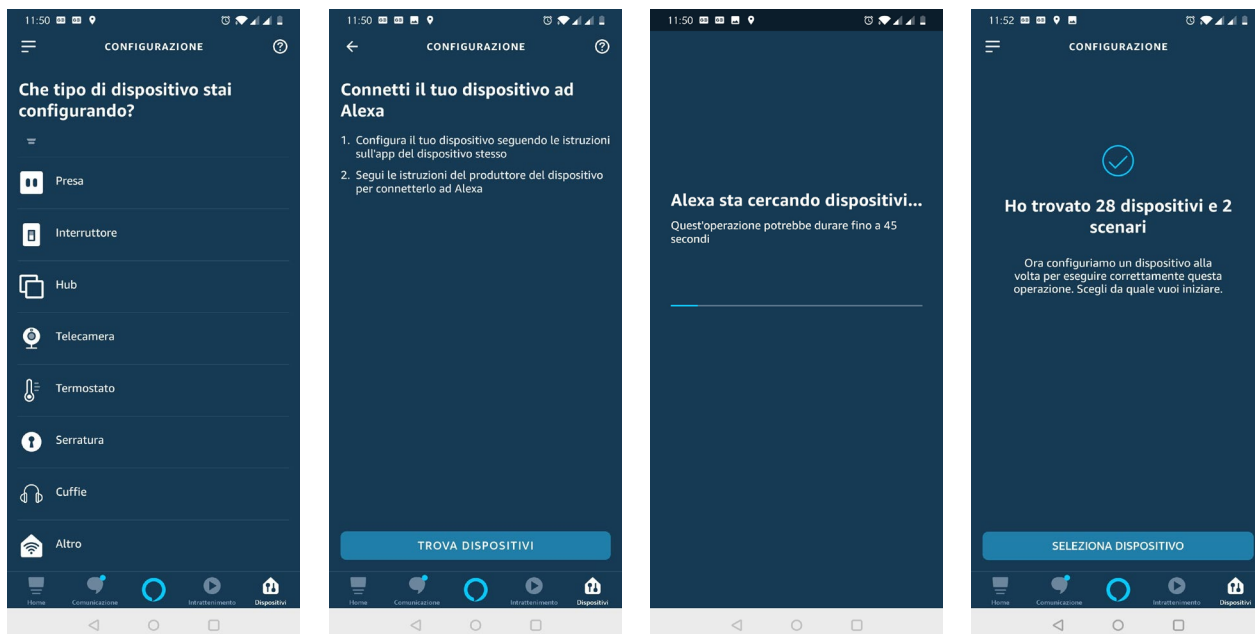 11:50
CONFIGURAZIONE
Che tipo di dispositivo stai
configurando?
Presa
Interruttore
Hub
Telecamera
Termostato
Serratura
Cuffie
Altro
Home
Comunicazione
Intrattenimento
Dispositivi
11:50
CONFIGURAZIONE
Connetti il tuo dispositivo ad
Alexa
1. Configura il tuo dispositivo seguendo le istruzioni
sull'app del dispositivo stesso
2. Segui le istruzioni del produttore del dispositivo
per connetterlo ad Alexa
TROVA DISPOSITIVI
Home
Comunicazione
Intrattenimento
Dispositivi
11:50
Alexa sta cercando dispositivi...
Quest'operazione potrebbe durare fino a 45
secondi
11:52
CONFIGURAZIONE
Ho trovato 28 dispositivi e 2
scenari
Ora configuriamo un dispositivo alla
volta per eseguire correttamente questa
operazione. Scegli da quale vuoi iniziare.
SELEZIONA DISPOSITIVO
Home
Comunicazione
Intrattenimento
Dispositivi